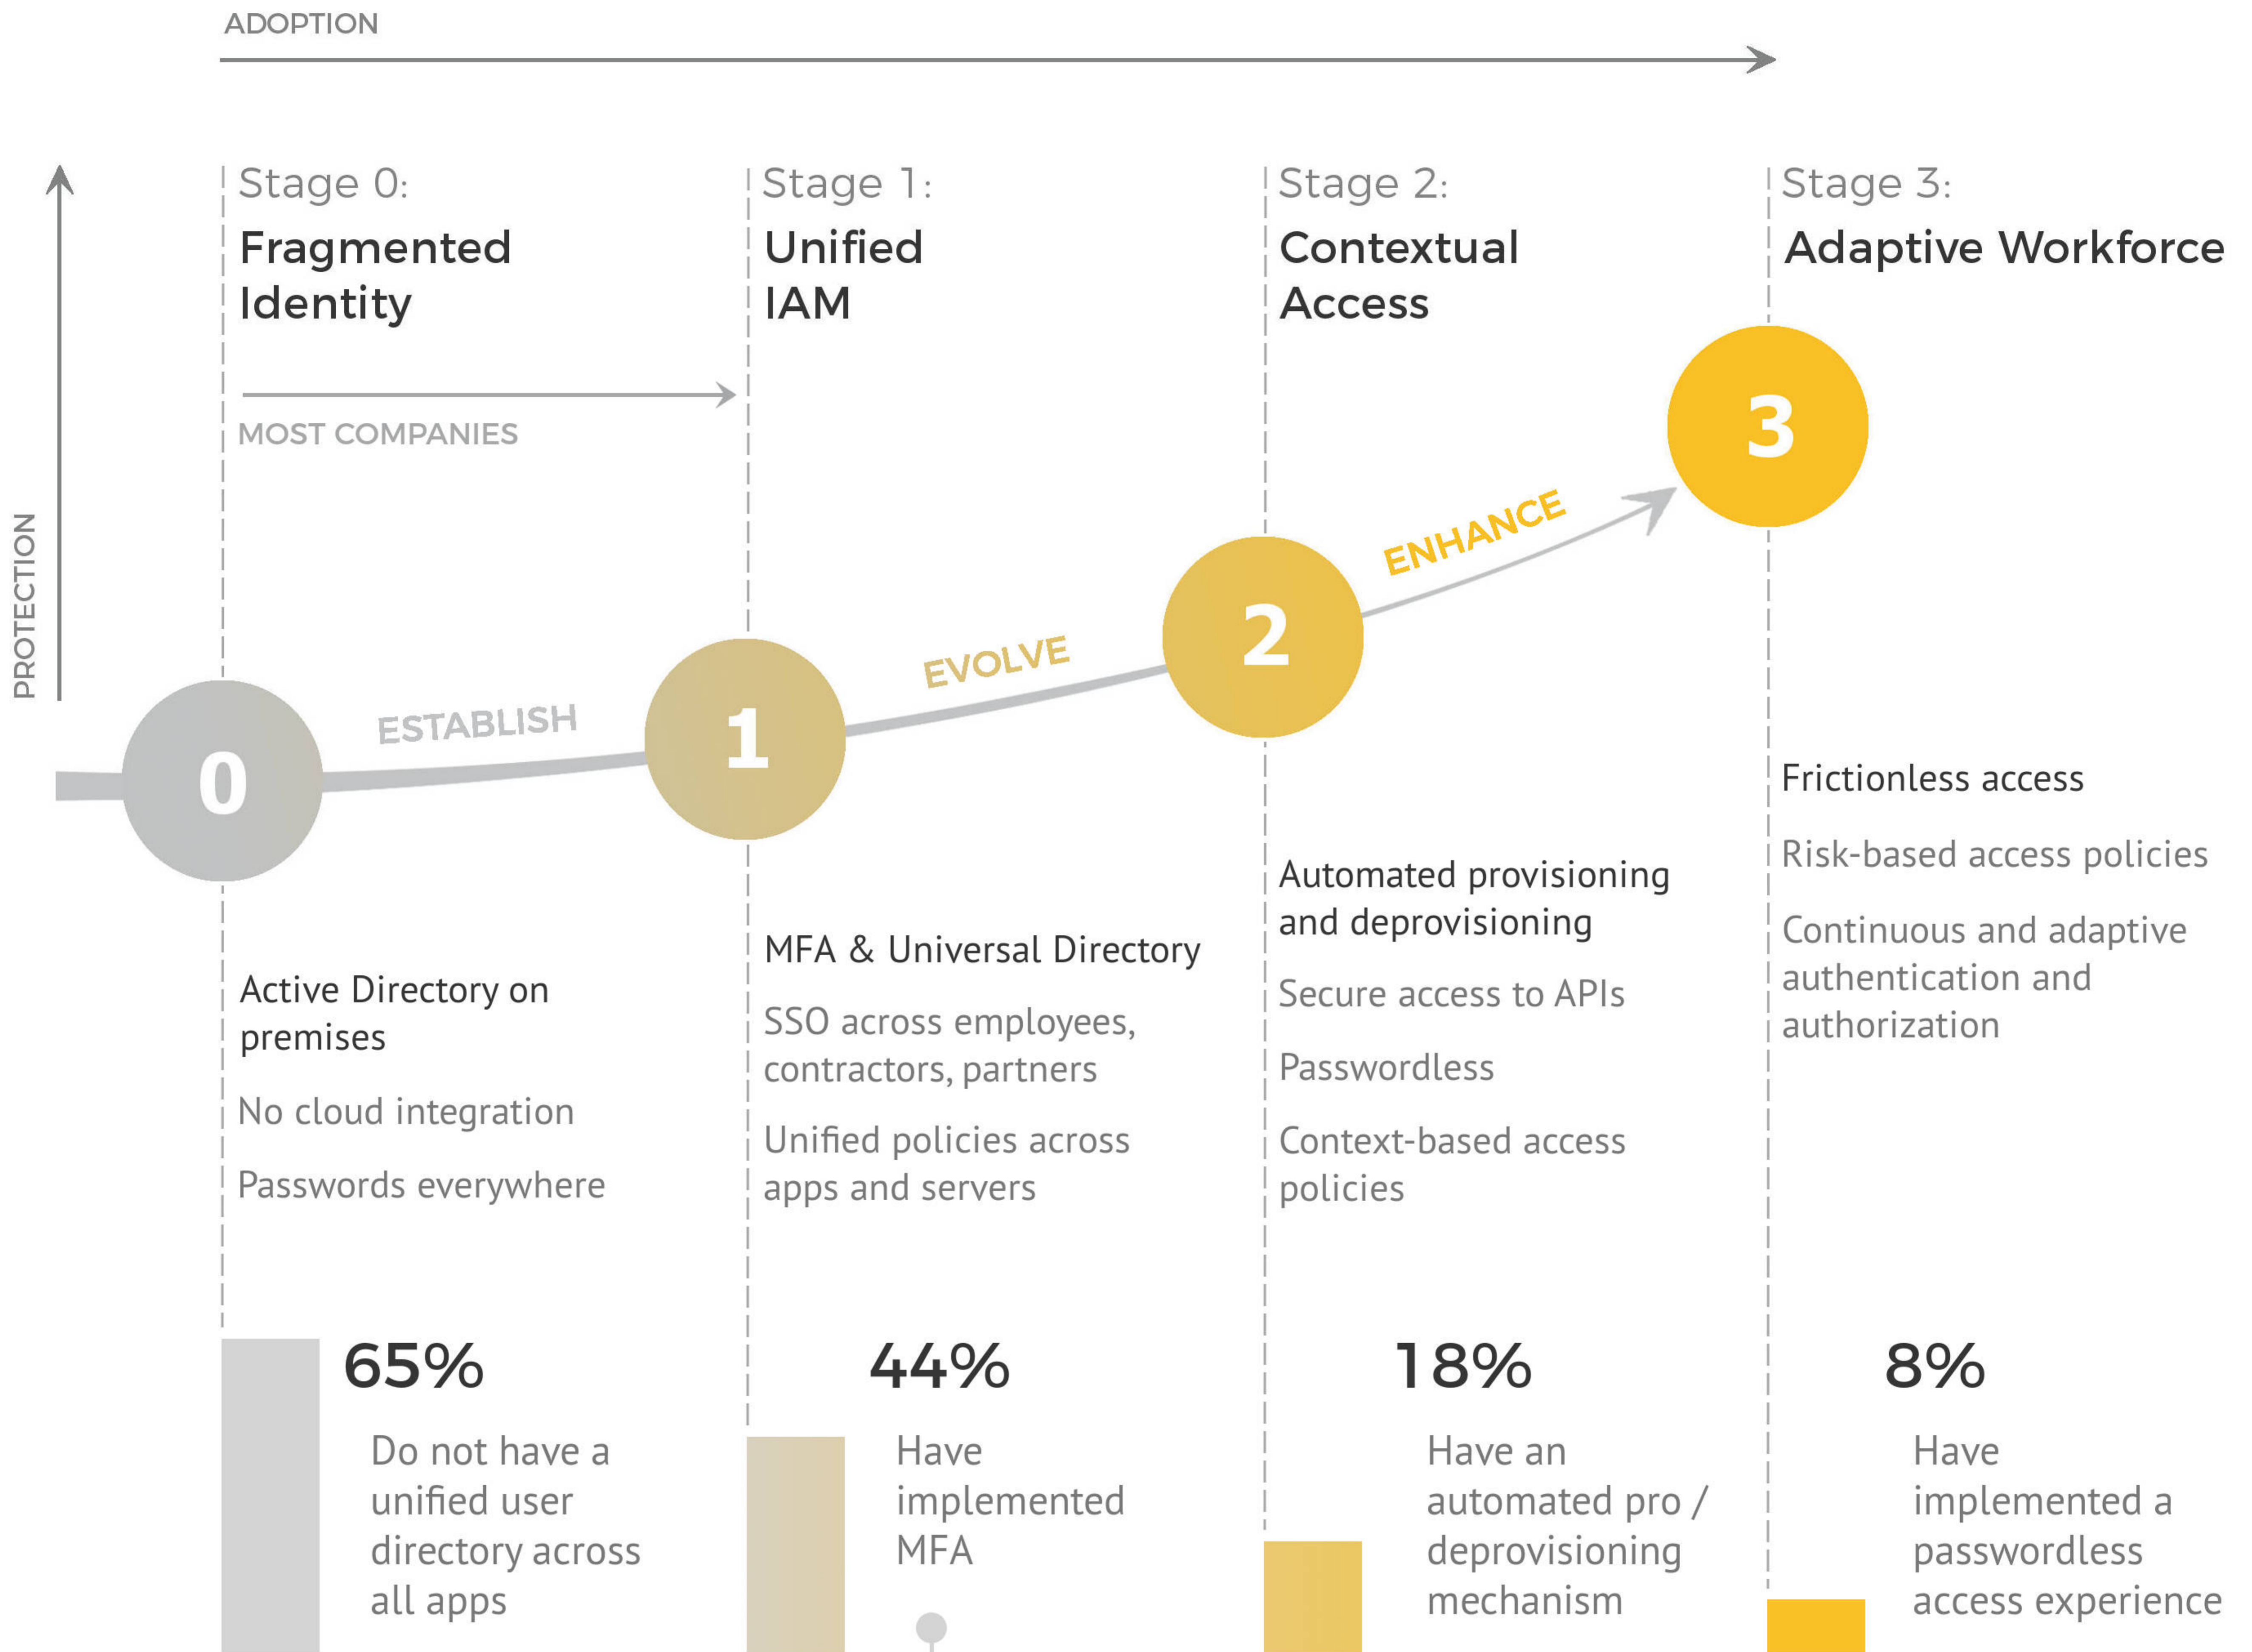 ADOPTION
PROTECTION
Stage 0:
Fragmented
Identity
MOST COMPANIES
Stage 1:
Unified
IAM
Stage 2:
Contextual
Access
Stage 3:
Adaptive Workforce
0
ESTABLISH
1
EVOLVE
2
ENHANCE
3
Active Directory on
premises
No cloud integration
Passwords everywhere
MFA & Universal Directory
SSO across employees,
contractors, partners
Unified policies across
apps and servers
Automated provisioning
and deprovisioning
Secure access to APIs
Passwordless
Context-based access
policies
Frictionless access
Risk-based access policies
Continuous and adaptive
authentication and
authorization
65%
Do not have a
unified user
directory across
all apps
44%
Have
implemented
MFA
18%
Have an
automated pro /
deprovisioning
mechanism
8%
Have
implemented a
passwordless
access experience